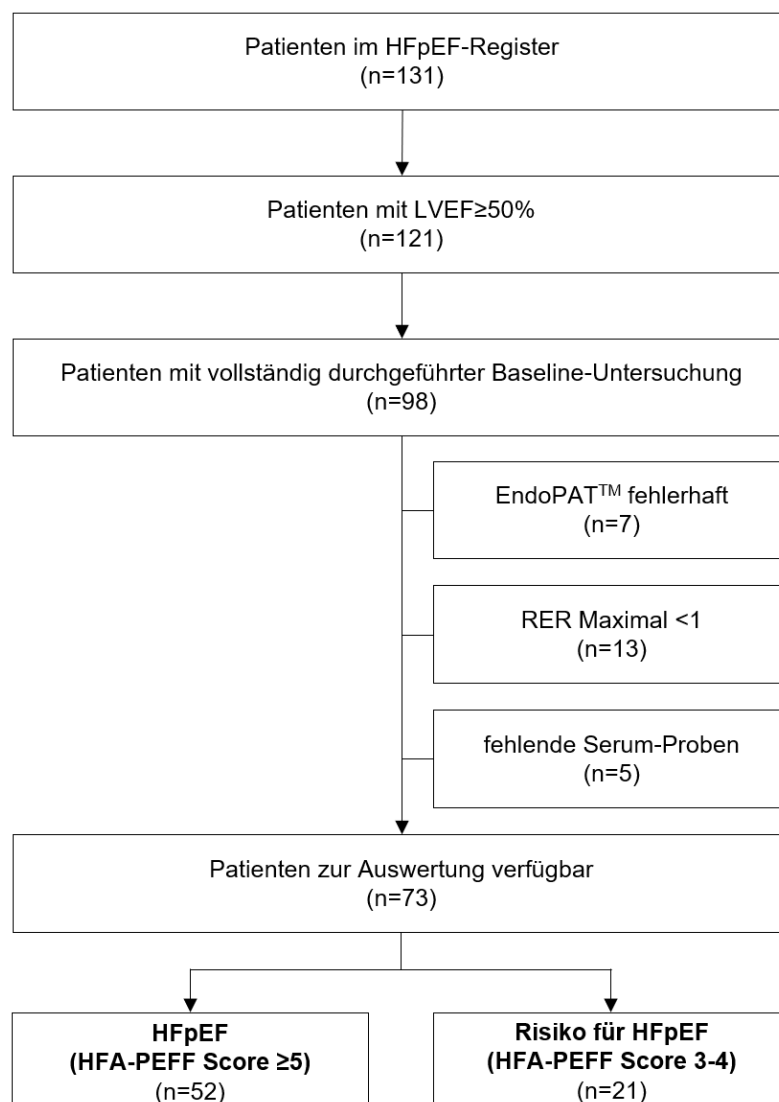 Patienten im HFpEF-Register
(n=131)
Patienten mit LVEF≥50%
(n=121)
Patienten mit vollständig durchgeführter Baseline-Untersuchung
(n=98)
EndoPAT™ fehlerhaft
(n=7)
RER Maximal <1
(n=13)
fehlende Serum-Proben
(n=5)
Patienten zur Auswertung verfügbar
(n=73)
HFpEF
(HFA-PEFF Score ≥5)
(n=52)
Risiko für HFpEF
(HFA-PEFF Score 3-4)
(n=21)